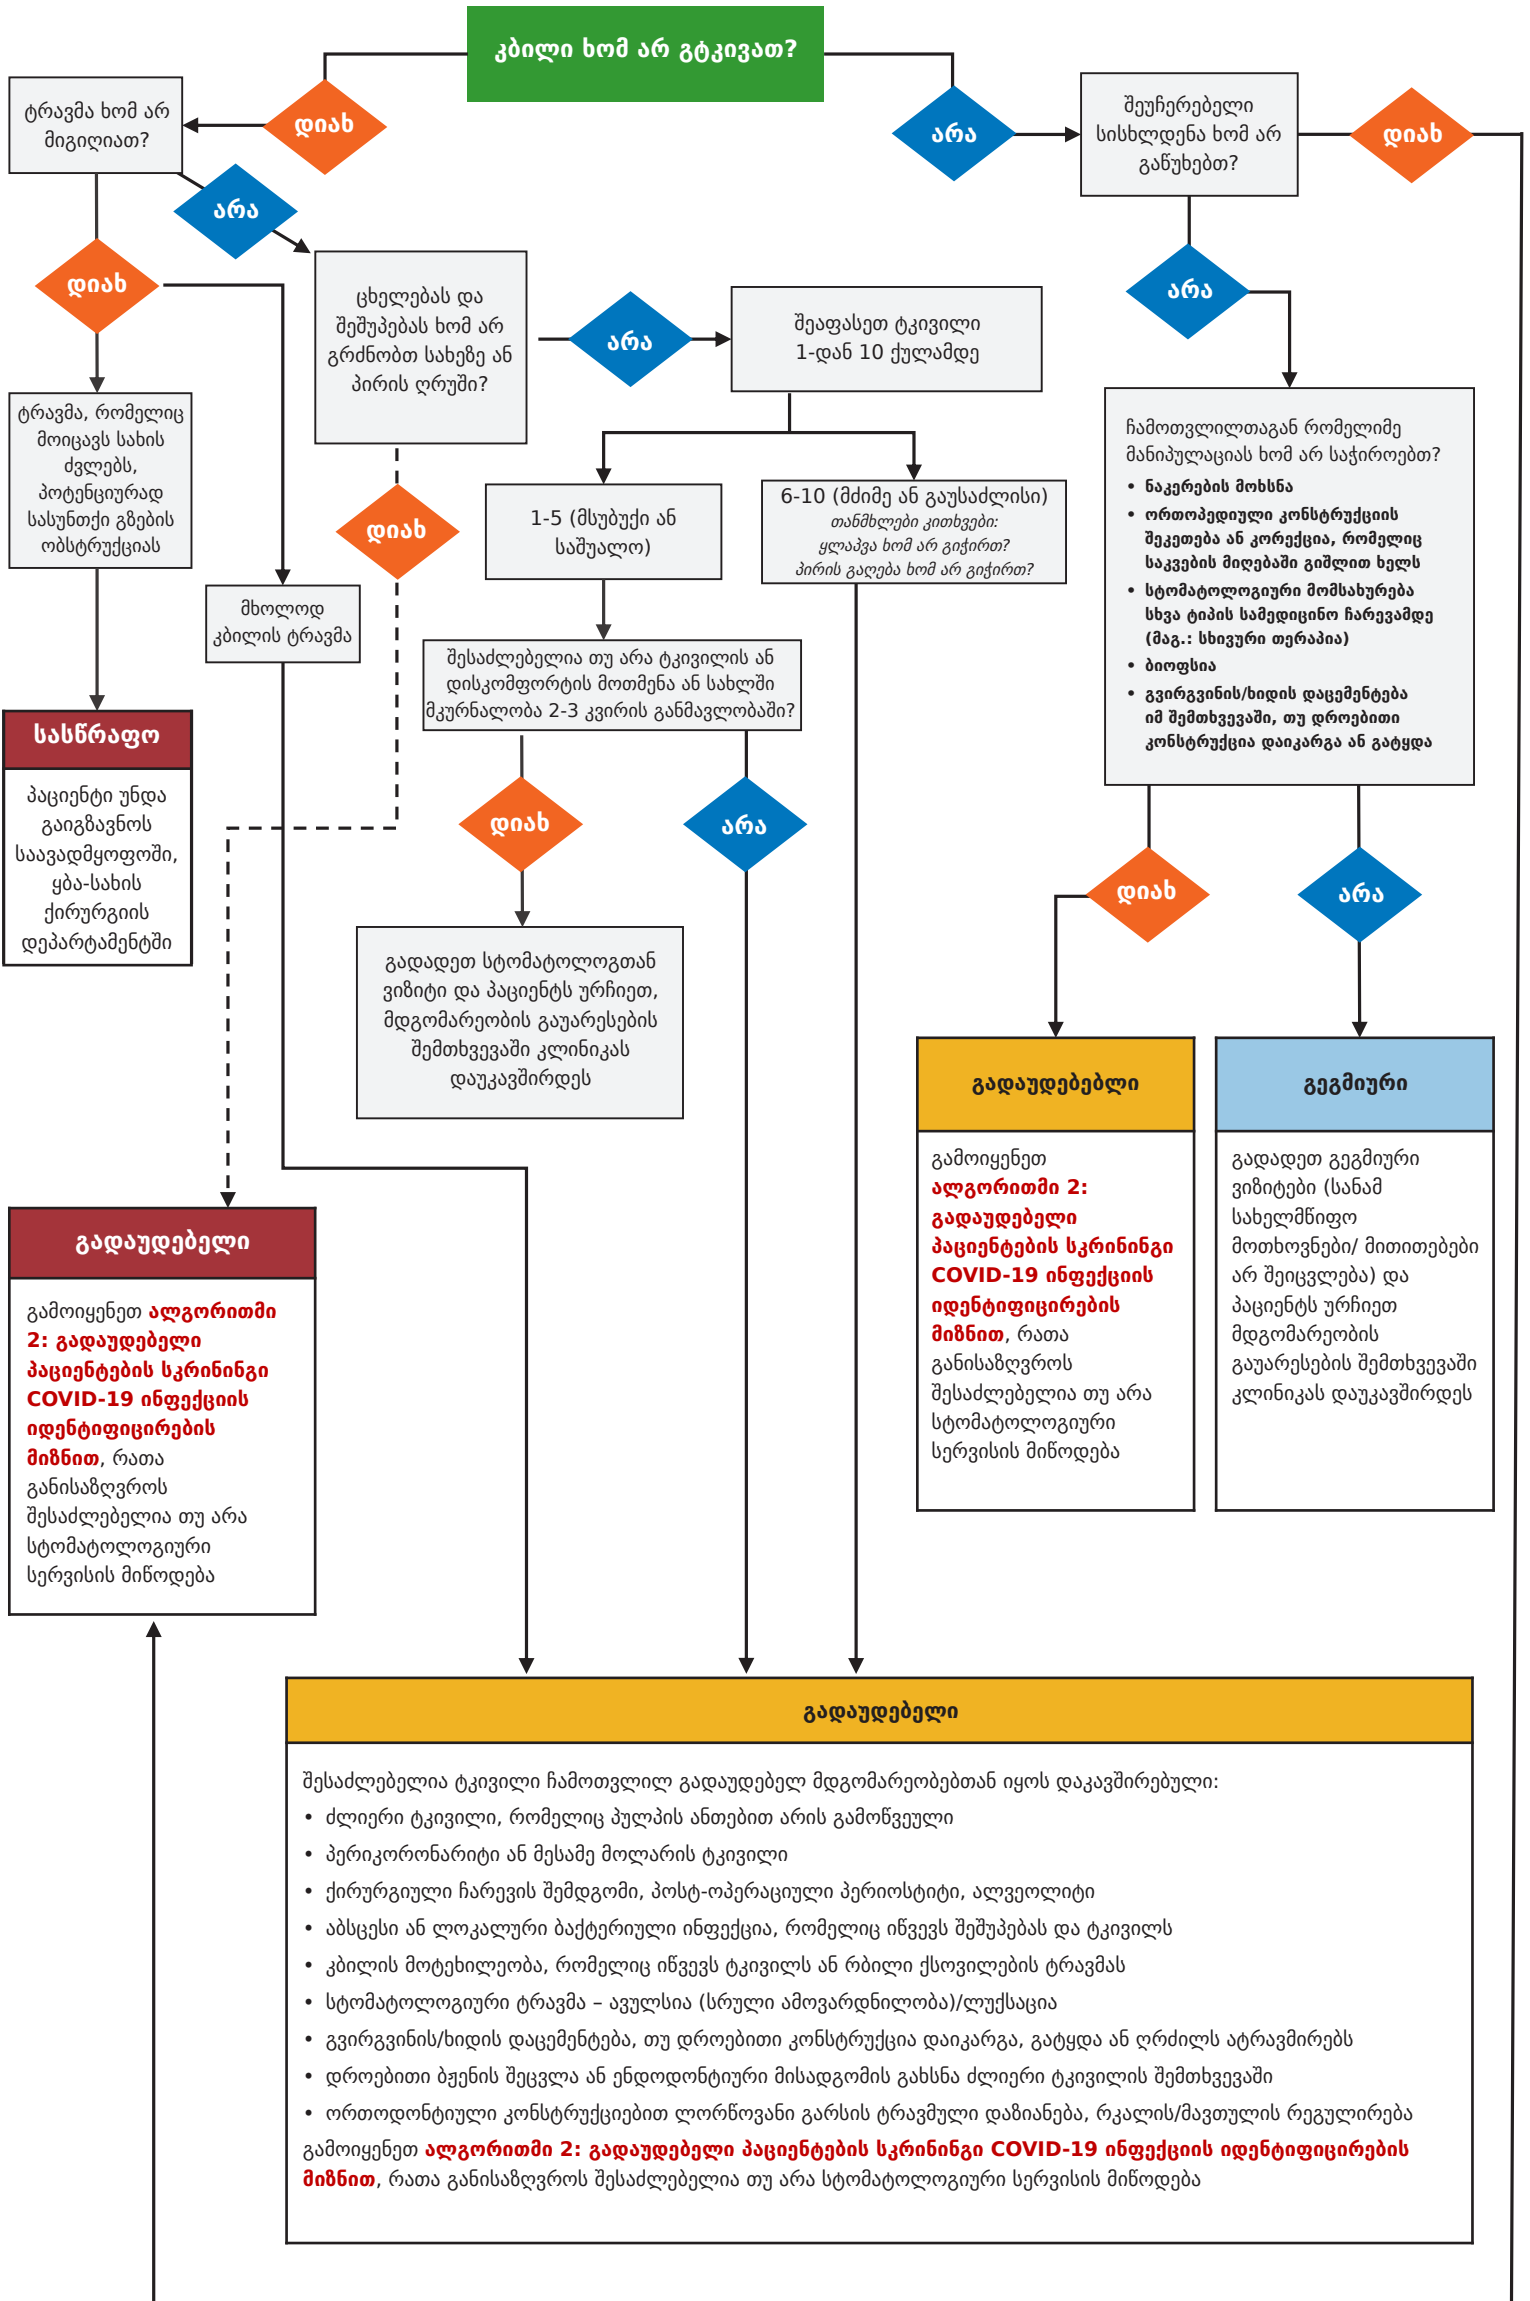 კბილი ხომ არ გტკივათ?
ტრავმა ხომ არ
მიგიღიათ?
დიახ
არა
შეუჩერებელი
სისხლდენა ხომ არ
გაწუხებთ?
დიახ
არა
დიახ
არა
ცხელებას და
შეშუპებას ხომ არ
გრძნობთ სახეზე ან
პირის ღრუში?
არა
შეაფასეთ ტკივილი
1-დან 10 ქულამდე
ტრავმა, რომელიც
მოიცავს სახის
ძვლებს,
პოტენციურად
სასუნთქი გზების
ობსტრუქციას
დიახ
1-5 (მსუბუქი ან
საშუალო)
6-10 (მძიმე ან გაუსაძლისი)
თანმხლები კითხვები:
ყლაპვა ხომ არ გიჭირთ?
პირის გაღება ხომ არ გიჭირთ?
ჩამოთვლილთაგან რომელიმე
მანიპულაციას ხომ არ საჭიროებთ?
• ნაკერების მოხსნა
• ორთოპედიული კონსტრუქციის
შეკეთება ან კორექცია, რომელიც
საკვების მიღებაში გიშლით ხელს
• სტომატოლოგიური მომსახურება
სხვა ტიპის სამედიცინო ჩარევამდე
(მაგ.: სხივური თერაპია)
• ბიოფსია
• გვირგვინის/ხიდის დაცემენტება
იმ შემთხვევაში, თუ დროებითი
კონსტრუქცია დაიკარგა ან გატყდა
მხოლოდ
კბილის ტრავმა
შესაძლებელია თუ არა ტკივილის ან
დისკომფორტის მოთმენა ან სახლში
მკურნალობა 2-3 კვირის განმავლობაში?
სასწრაფო
პაციენტი უნდა
გაიგზავნოს
საავადმყოფოში,
ყბა-სახის
ქირურგიის
დეპარტამენტში
დიახ
არა
დიახ
არა
გადადეთ სტომატოლოგთან
ვიზიტი და პაციენტს ურჩიეთ,
მდგომარეობის გაუარესების
შემთხვევაში კლინიკას
დაუკავშირდეს
გადაუდებებლი
გამოიყენეთ
ალგორითმი 2:
გადაუდებელი
პაციენტების სკრინინგი
COVID-19 ინფექციის
იდენტიფიცირების
მიზნით, რათა
განისაზღვროს
შესაძლებელია თუ არა
სტომატოლოგიური
სერვისის მიწოდება
გეგმიური
გადადეთ გეგმიური
ვიზიტები (სანამ
სახელმწიფო
მოთხოვნები/ მითითებები
არ შეიცვლება) და
პაციენტს ურჩიეთ
მდგომარეობის
გაუარესების შემთხვევაში
კლინიკას დაუკავშირდეს
გადაუდებელი
გამოიყენეთ ალგორითმი
2: გადაუდებელი
პაციენტების სკრინინგი
COVID-19 ინფექციის
იდენტიფიცირების
მიზნით, რათა
განისაზღვროს
შესაძლებელია თუ არა
სტომატოლოგიური
სერვისის მიწოდება
გადაუდებელი
შესაძლებელია ტკივილი ჩამოთვლილ გადაუდებელ მდგომარეობებთან იყოს დაკავშირებული:
• ძლიერი ტკივილი, რომელიც პულპის ანთებით არის გამოწვეული
• პერიკორონარიტი ან მესამე მოლარის ტკივილი
• ქირურგიული ჩარევის შემდგომი, პოსტ-ოპერაციული პერიოსტიტი, ალვეოლიტი
• აბსცესი ან ლოკალური ბაქტერიული ინფექცია, რომელიც იწვევს შეშუპებას და ტკივილს
• კბილის მოტეხილეობა, რომელიც იწვევს ტკივილს ან რბილი ქსოვილების ტრავმას
• სტომატოლოგიური ტრავმა – ავულსია (სრული ამოვარდნილობა)/ლუქსაცია
• გვირგვინის/ხიდის დაცემენტება, თუ დროებითი კონსტრუქცია დაიკარგა, გატყდა ან ღრძილს ატრავმირებს
• დროებითი ბჟენის შეცვლა ან ენდოდონტიური მისადგომის გახსნა ძლიერი ტკივილის შემთხვევაში
• ორთოდონტიული კონსტრუქციებით ლორწოვანი გარსის ტრავმული დაზიანება, რკალის/მავთულის რეგულირება
გამოიყენეთ ალგორითმი 2: გადაუდებელი პაციენტების სკრინინგი COVID-19 ინფექციის იდენტიფიცირების
მიზნით, რათა განისაზღვროს შესაძლებელია თუ არა სტომატოლოგიური სერვისის მიწოდება